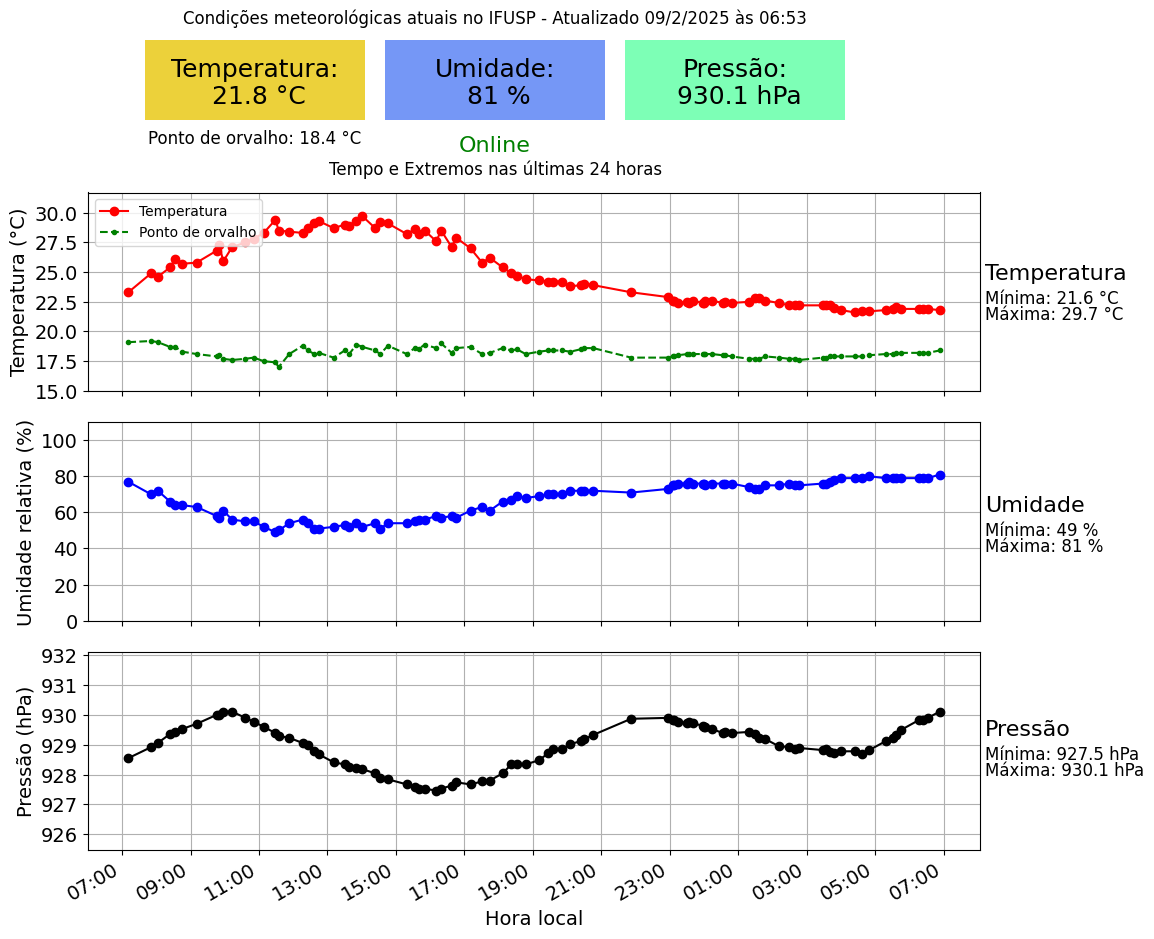 Condições meteorológicas atuais no IFUSP - Atualizado 09/2/2025 às 06:53
Temperatura:
21.8 °C
Umidade:
81 %
Pressão:
930.1 hPa
Ponto de orvalho: 18.4 °C
Online
Tempo e Extremos nas últimas 24 horas
Temperatura (°C)
30.0
27.5
25.0
22.5
20.0
17.5
15.0
Temperatura
Ponto de orvalho
Temperatura
Mínima: 21.6 °C
Máxima: 29.7 °C
Umidade relativa (%)
100
80
60
40
20
0
Umidade
Mínima: 49 %
Máxima: 81 %
Pressão (hPa)
932
931
930
929
928
927
926
Pressão
Mínima: 927.5 hPa
Máxima: 930.1 hPa
07:00 09:00 11:00 13:00 15:00 17:00 19:00 21:00 23:00 01:00 03:00 05:00 07:00
Hora local